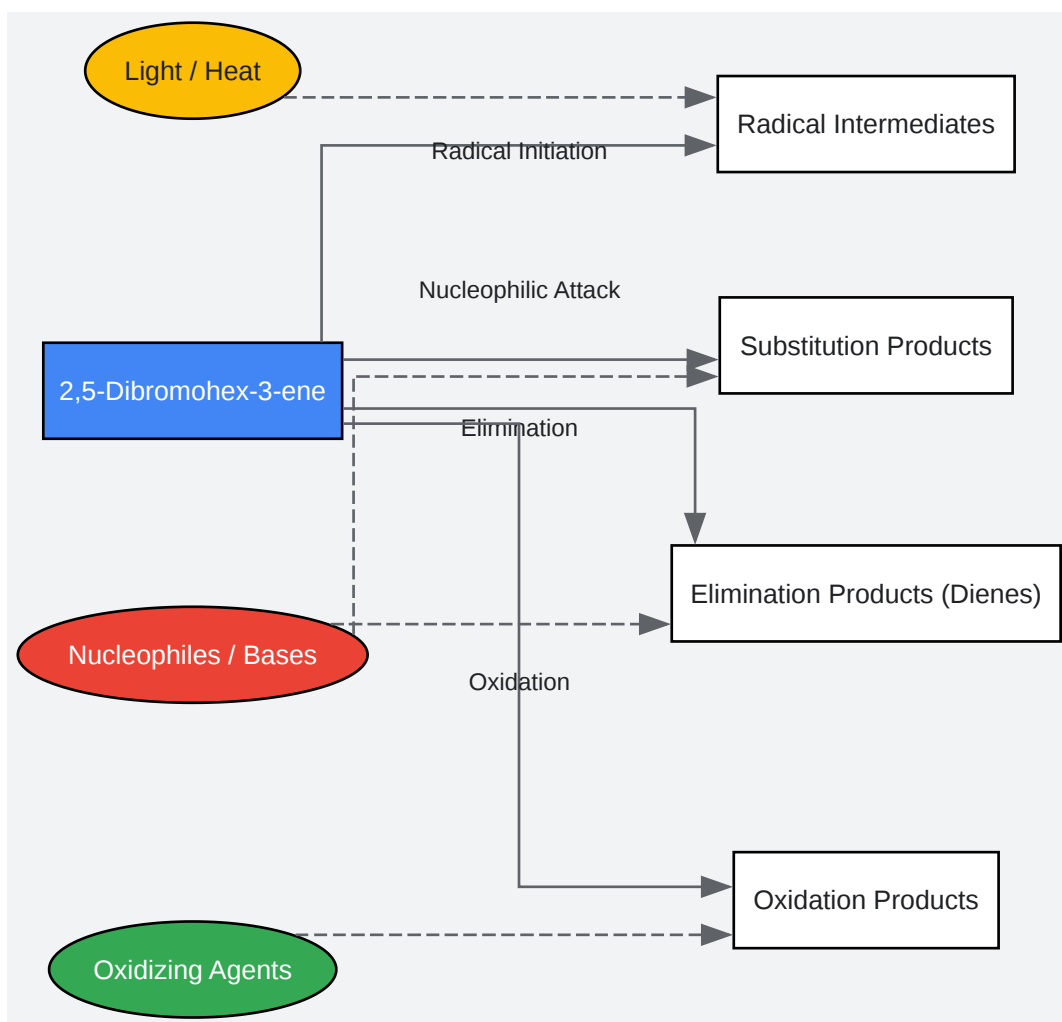 Light / Heat
Radical Intermediates
Radical Initiation
Nucleophilic Attack
Substitution Products
2,5-Dibromohex-3-ene
Elimination
Elimination Products (Dienes)
Nucleophiles / Bases
Oxidation
Oxidation Products
Oxidizing Agents